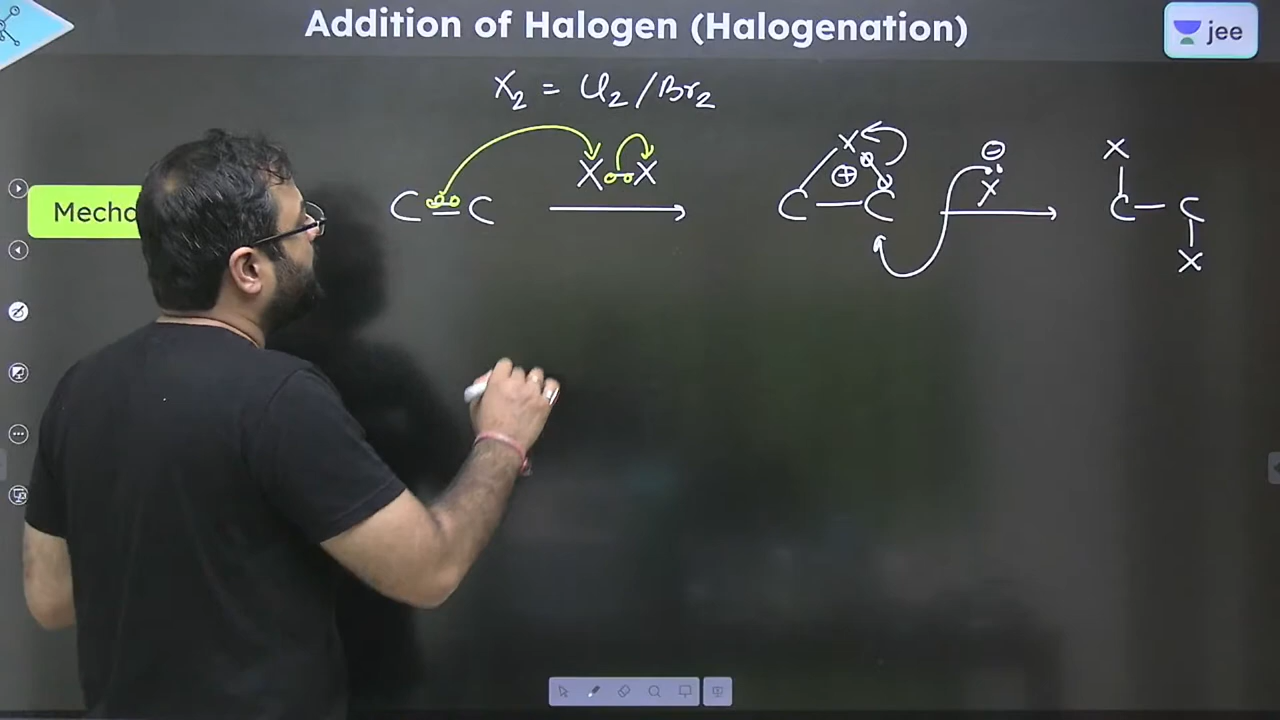 Addition of Halogen (Halogenation)
jee
X₂ = Cl₂ / Br₂
Mecha
C = C
X – X
X
⊕
C – C
⊖
X
X
C – C
X